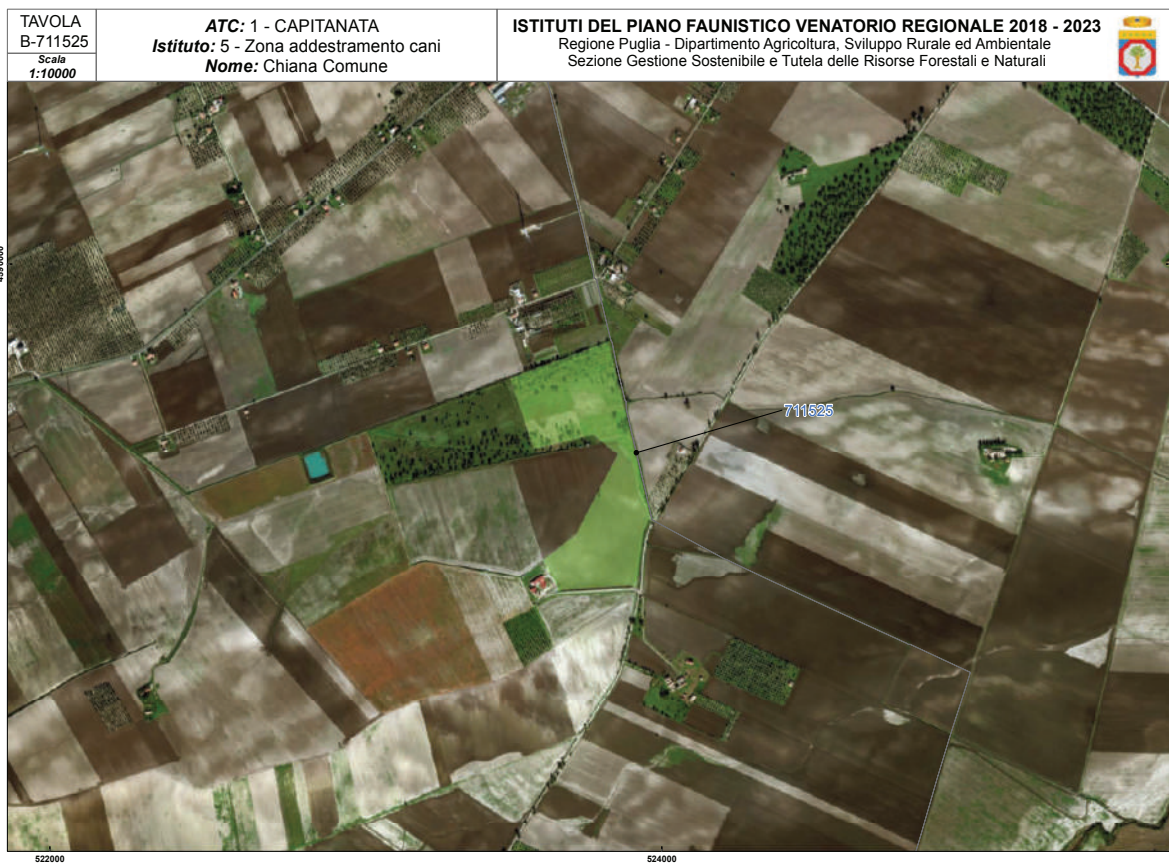 TAVOLA
B-711525
Scala
1:10000
ATC: 1 - CAPITANATA
Istituto: 5 - Zona addestramento cani
Nome: Chiana Comune
ISTITUTI DEL PIANO FAUNISTICO VENATORIO REGIONALE 2018 - 2023
Regione Puglia - Dipartimento Agricoltura, Sviluppo Rurale ed Ambientale
Sezione Gestione Sostenibile e Tutela delle Risorse Forestali e Naturali
711525
522000
524000